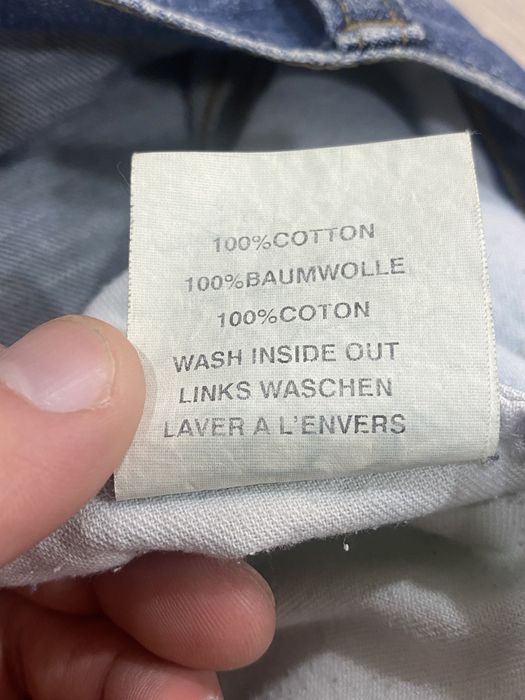 100%COTTON
100%BAUMWOLLE
100%COTON
WASH INSIDE OUT
LINKS WASCHEN
LAVER A L'ENVERS